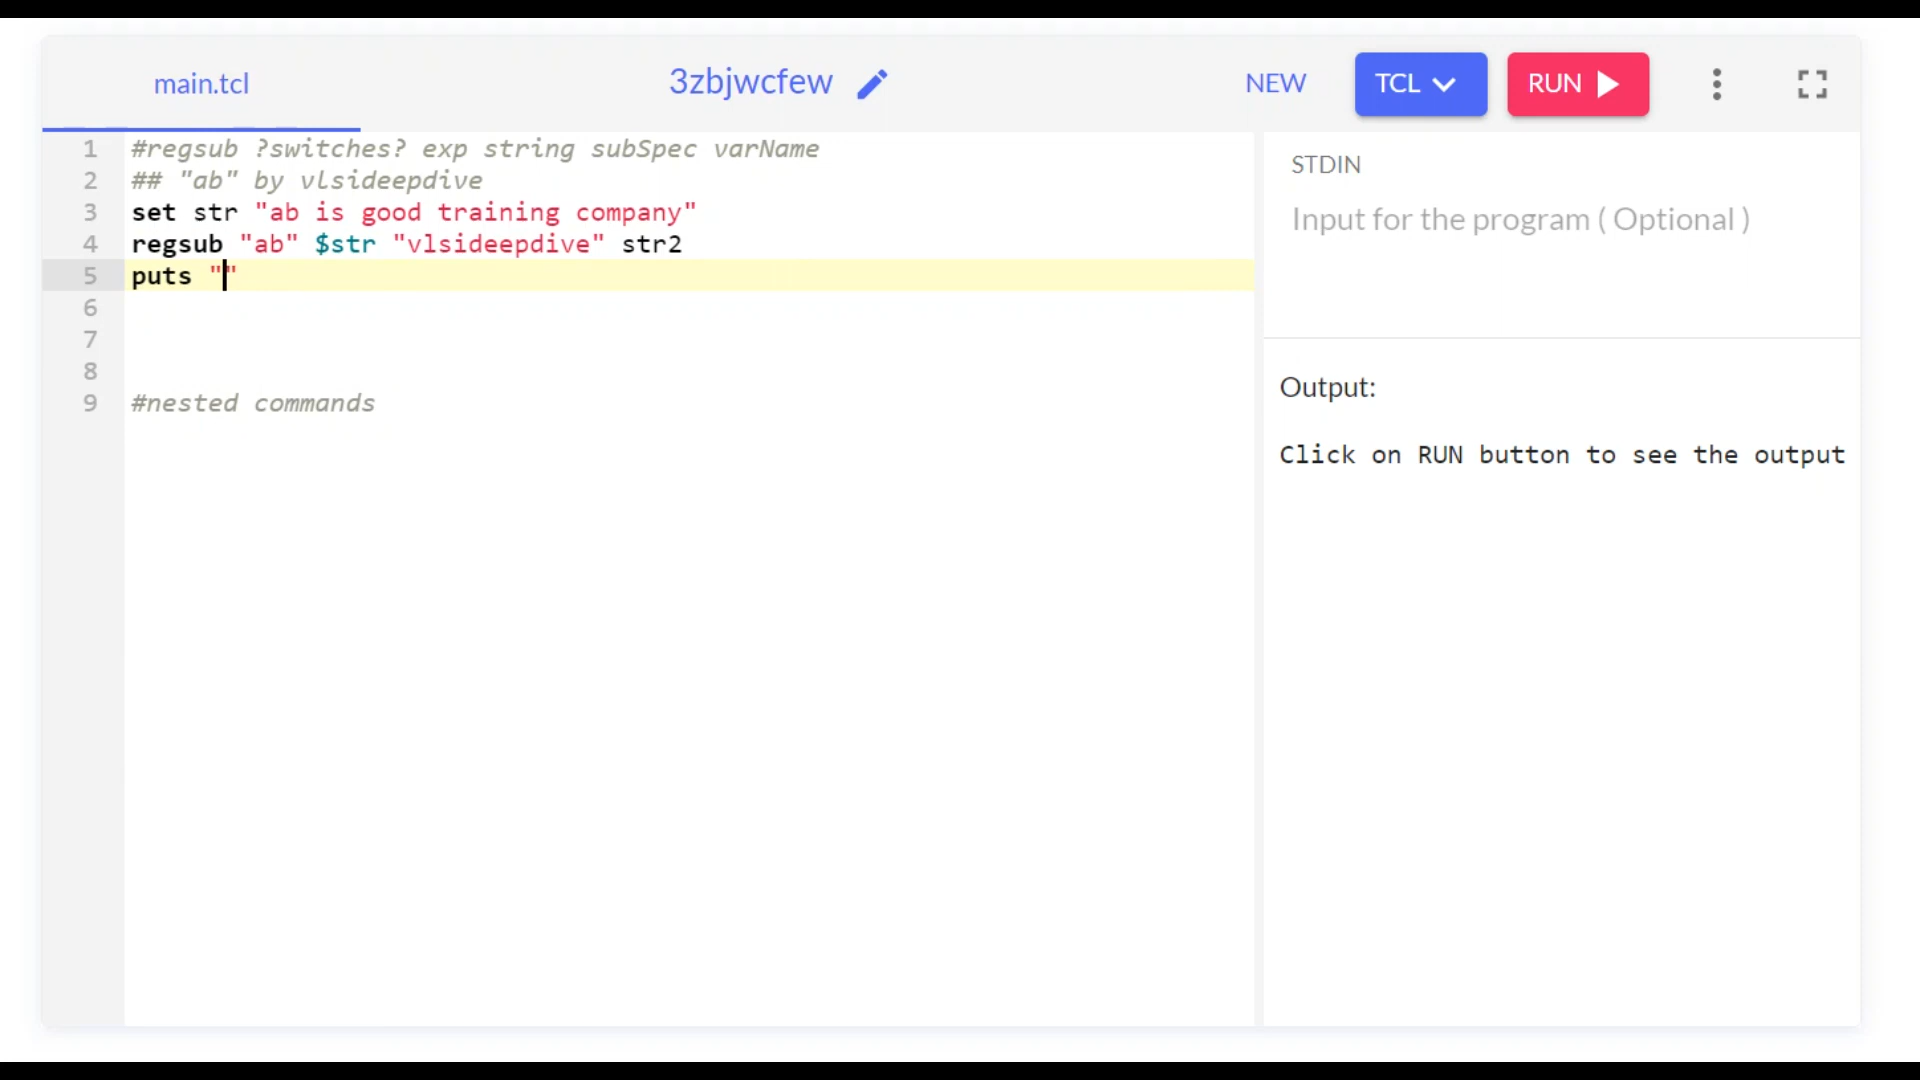 main.tcl
3zbjwcfew
NEW
TCL
RUN
1 #regsub ?switches? exp string subSpec varName
2 ## "ab" by vlsideepdive
3 set str "ab is good training company"
4 regsub "ab" $str "vlsideepdive" str2
5 puts ""
6
7
8
9 #nested commands
STDIN
Input for the program ( Optional )
Output:
Click on RUN button to see the output